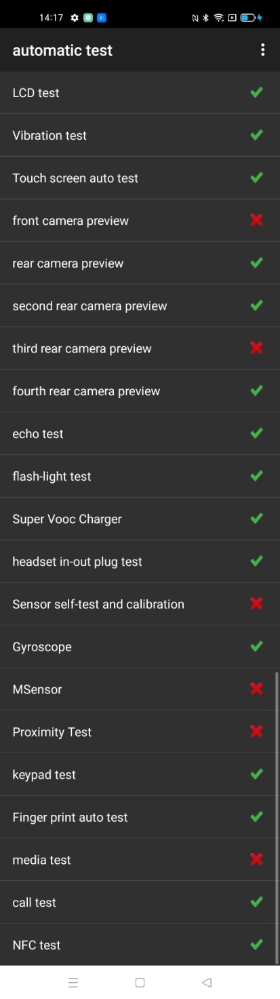 14:17
automatic test
LCD test
Vibration test
Touch screen auto test
front camera preview
rear camera preview
second rear camera preview
third rear camera preview
fourth rear camera preview
echo test
flash-light test
Super Vooc Charger
headset in-out plug test
Sensor self-test and calibration
Gyroscope
MSensor
Proximity Test
keypad test
Finger print auto test
media test
call test
NFC test